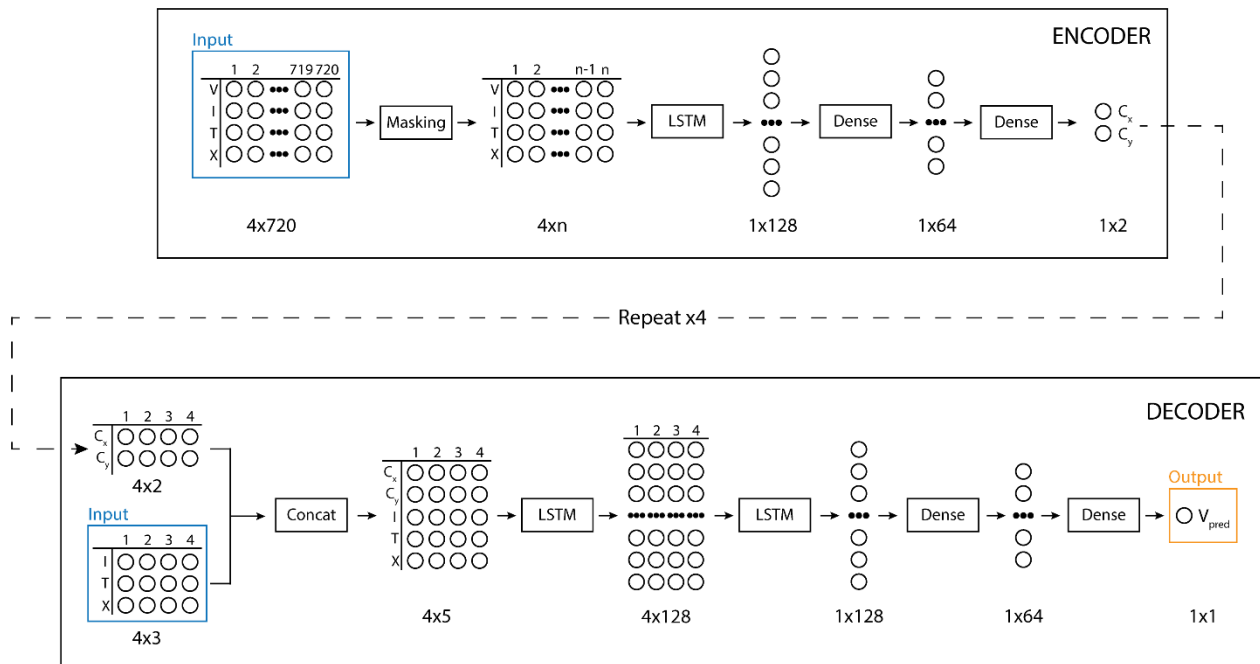 ENCODER
Input
1 2 ••• 719 720
V
I
T
X
4x720
Masking
1 2 ••• n-1 n
V
I
T
X
4xn
LSTM
1x128
Dense
1x64
Dense
Cx
Cy
1x2
Repeat x4
DECODER
1 2 3 4
Cx
Cy
4x2
Input
1 2 3 4
I
T
X
4x3
Concat
1 2 3 4
Cx
Cy
I
T
X
4x5
LSTM
1 2 3 4
4x128
LSTM
1x128
Dense
1x64
Dense
Output
Vpred
1x1